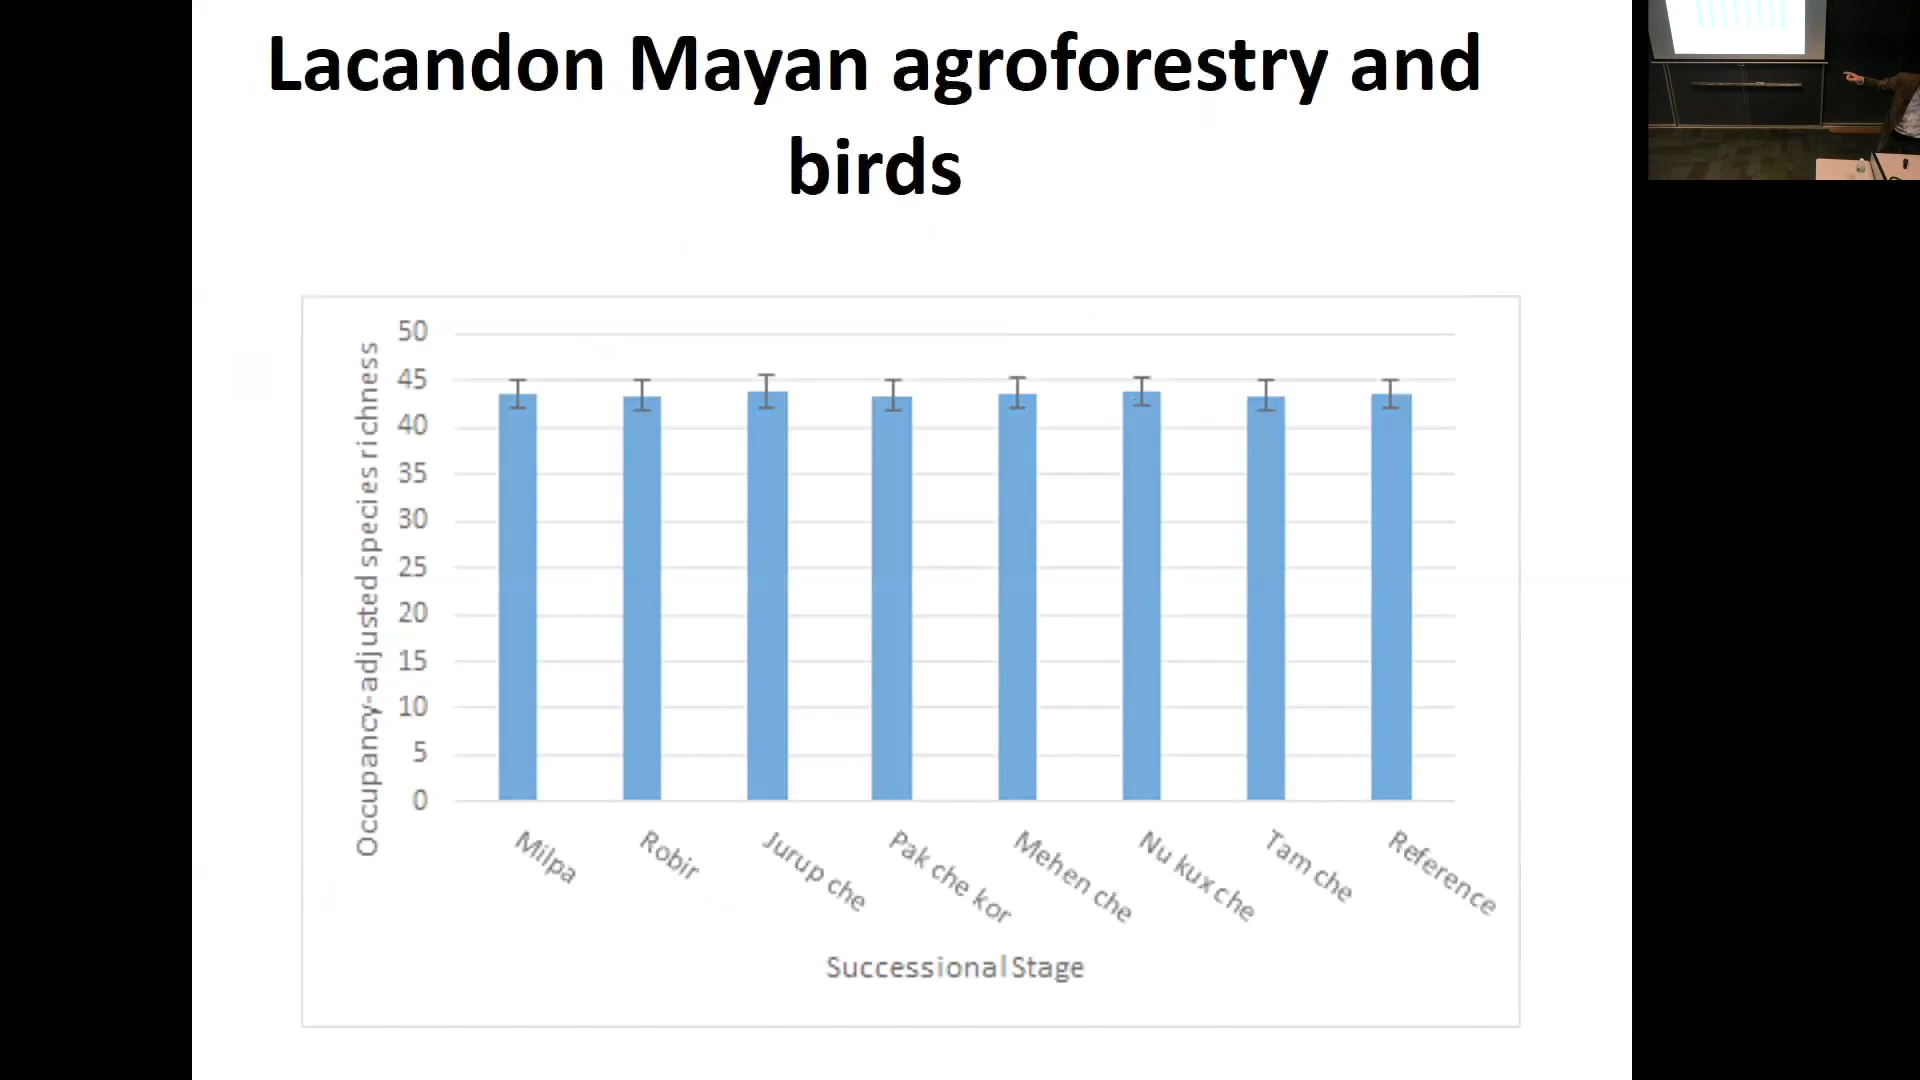 Lacandon Mayan agroforestry and
birds
Occupancy-adjusted species richness
50
45
40
35
30
25
20
15
10
5
0
Milpa
Robir
Jurup che
Pak che kor
Mehen che
Nu kux che
Tam che
Reference
Successional Stage